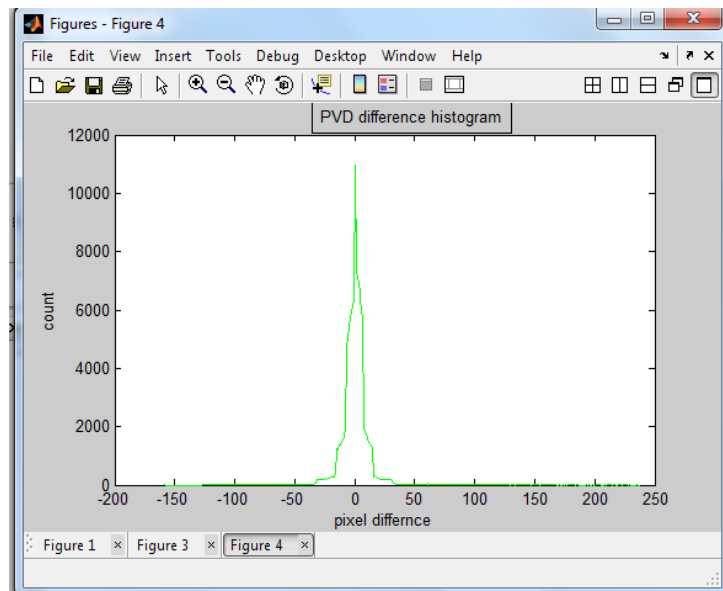 Figures - Figure 4
File Edit View Insert Tools Debug Desktop Window Help
PVD difference histogram
12000
10000
8000
6000
4000
2000
0
count
-200 -150 -100 -50 0 50 100 150 200 250
pixel differnce
Figure 1 Figure 3 Figure 4